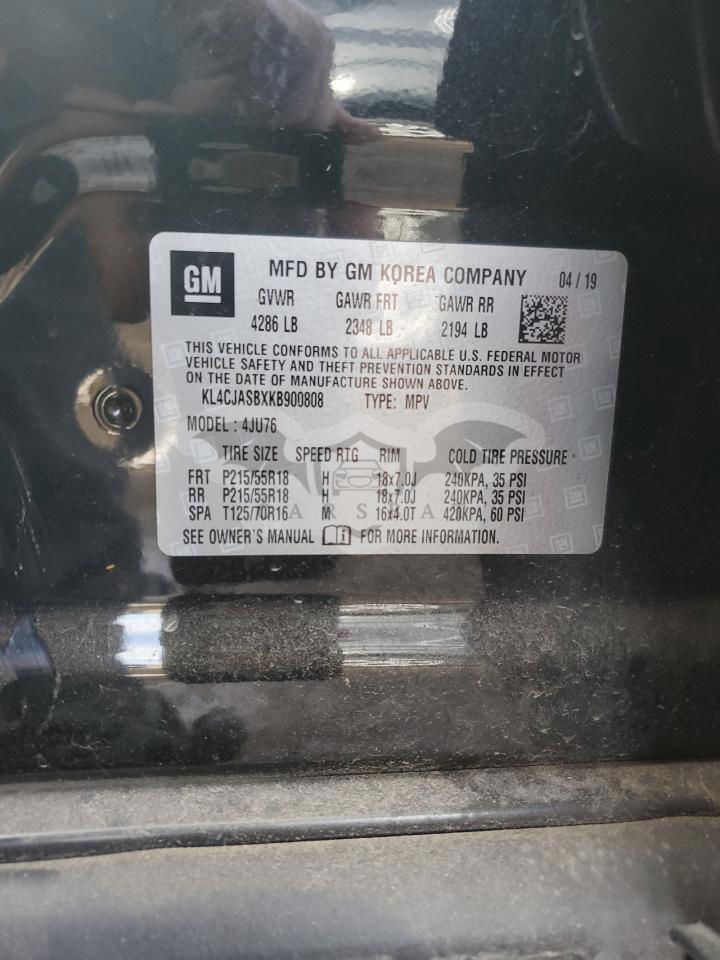 GM MFD BY GM KOREA COMPANY 04 / 19
GVWR GAWR FRT GAWR RR
4286 LB 2348 LB 2194 LB
THIS VEHICLE CONFORMS TO ALL APPLICABLE U.S. FEDERAL MOTOR
VEHICLE SAFETY AND THEFT PREVENTION STANDARDS IN EFFECT
ON THE DATE OF MANUFACTURE SHOWN ABOVE.
KL4CJASBXKB900808 TYPE: MPV
MODEL : 4JU76
TIRE SIZE SPEED RTG RIM COLD TIRE PRESSURE
FRT P215/55R18 H 18x7.0J 240KPA, 35 PSI
RR P215/55R18 H 18x7.0J 240KPA, 35 PSI
SPA T125/70R16 M 16x4.0T 420KPA, 60 PSI
SEE OWNER'S MANUAL FOR MORE INFORMATION.